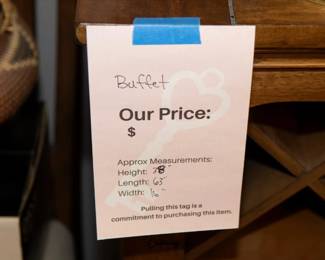 Buffet
Our Price:
$
Approx Measurements:
Height: 78"
Length: 63"
Width: 16"
Pulling this tag is a
commitment to purchasing this item.